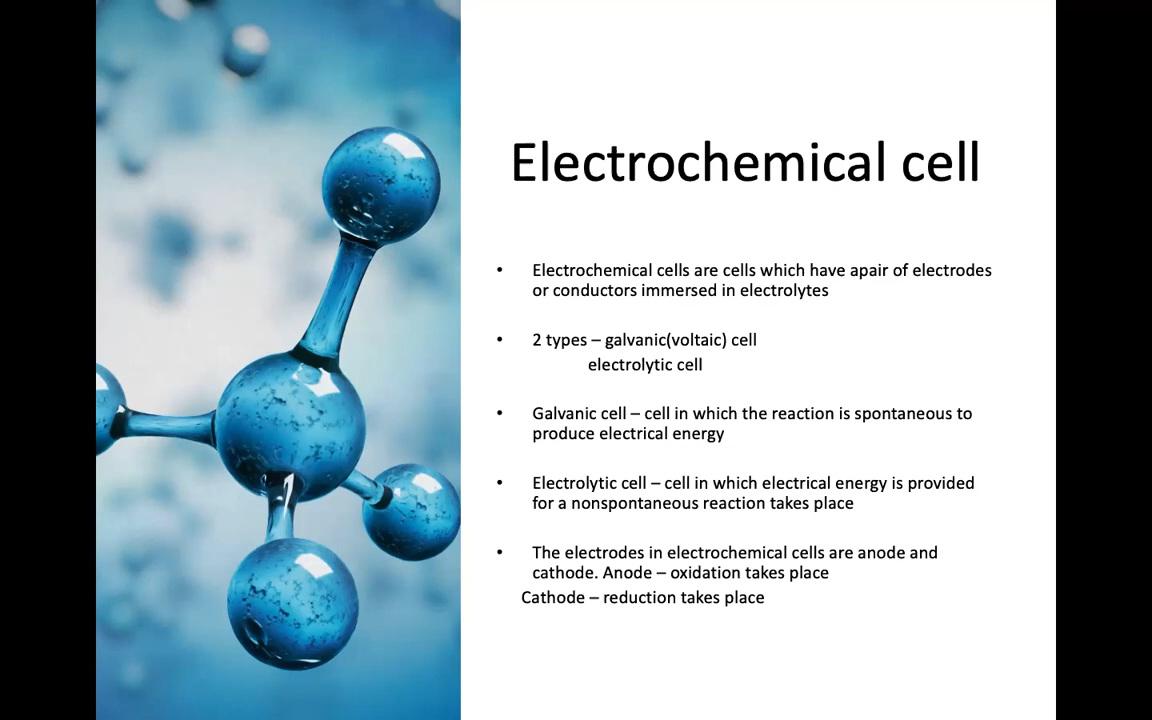 Electrochemical cell
• Electrochemical cells are cells which have apair of electrodes
or conductors immersed in electrolytes
• 2 types – galvanic(voltaic) cell
electrolytic cell
• Galvanic cell – cell in which the reaction is spontaneous to
produce electrical energy
• Electrolytic cell – cell in which electrical energy is provided
for a nonspontaneous reaction takes place
• The electrodes in electrochemical cells are anode and
cathode. Anode – oxidation takes place
Cathode – reduction takes place